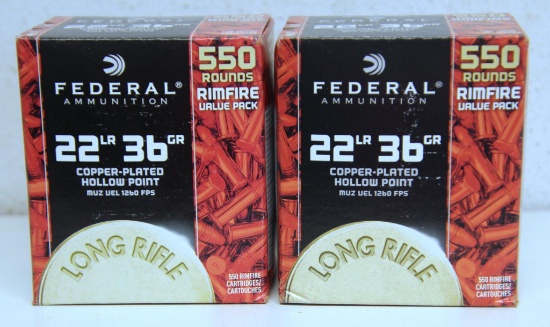 550
ROUNDS
RIMFIRE
VALUE PACK
FEDERAL®
AMMUNITION
22LR 36GR
COPPER-PLATED
HOLLOW POINT
MUZ VEL 1260 FPS
LONG RIFLE
550 RIMFIRE
CARTRIDGES/
CARTOUCHES
550
ROUNDS
RIMFIRE
VALUE PACK
FEDERAL®
AMMUNITION
22LR 36GR
COPPER-PLATED
HOLLOW POINT
MUZ VEL 1260 FPS
LONG RIFLE
550 RIMFIRE
CARTRIDGES/
CARTOUCHES